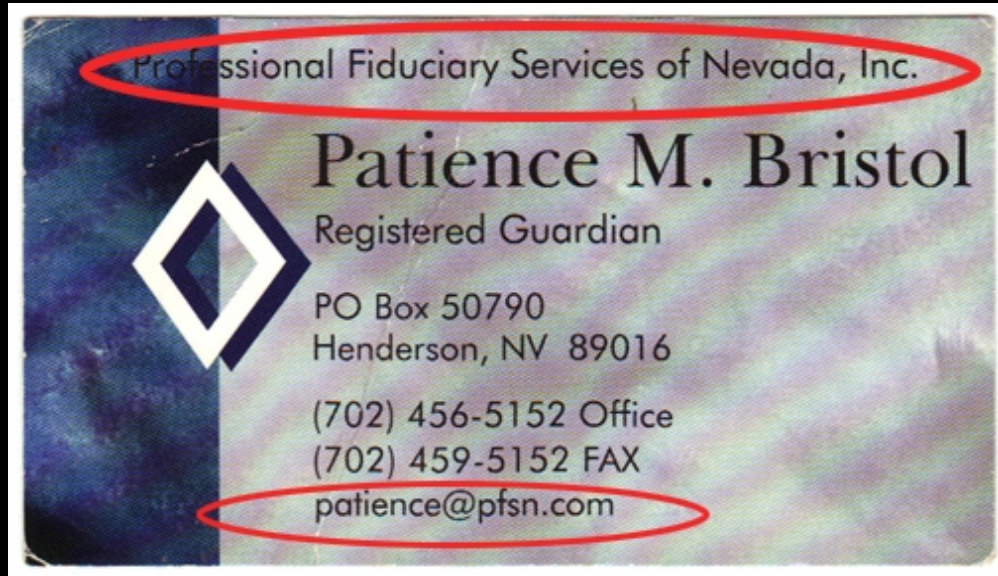 Professional Fiduciary Services of Nevada, Inc.
Patience M. Bristol
Registered Guardian
PO Box 50790
Henderson, NV 89016
(702) 456-5152 Office
(702) 459-5152 FAX
patience@pfsn.com